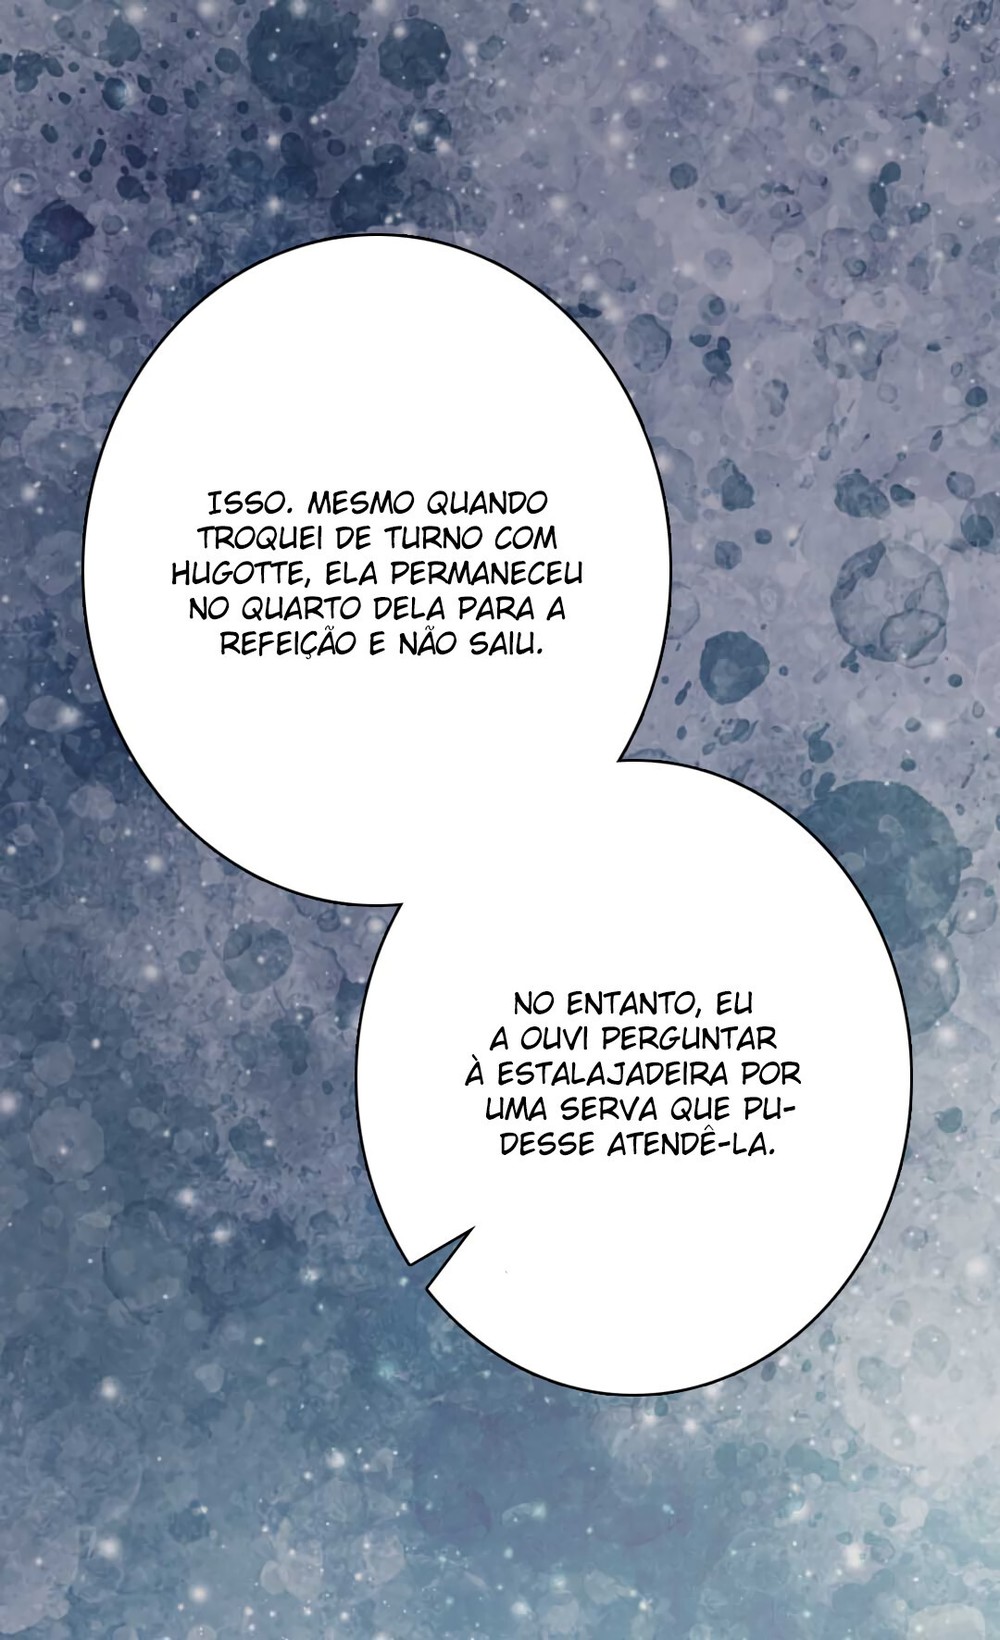 ISSO. MESMO QUANDO
TROQUEI DE TURNO COM
HUGOTTE, ELA PERMANECEU
NO QUARTO DELA PARA A
REFEIÇÃO E NÃO SAIU.
NO ENTANTO, EU
A OUVI PERGUNTAR
À ESTALAJADEIRA POR
UMA SERVA QUE PU-
DESSE ATENDÊ-LA.